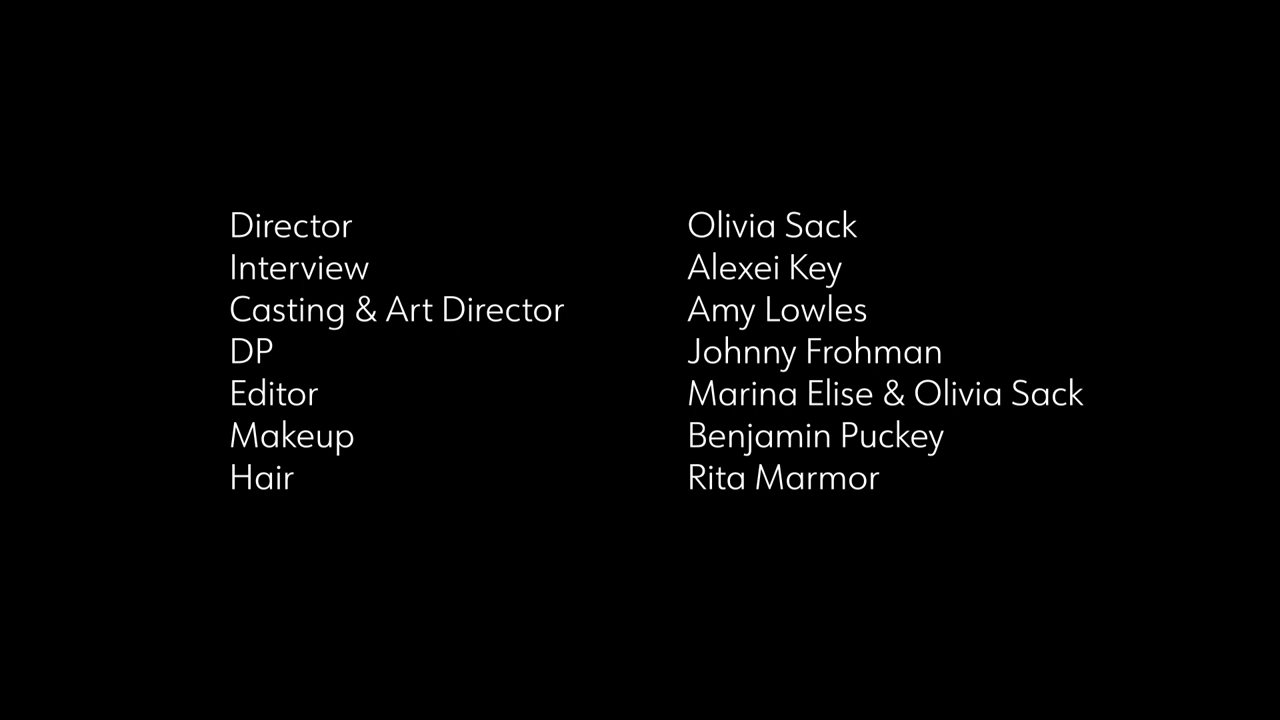 Director Olivia Sack
Interview Alexei Key
Casting & Art Director Amy Lowles
DP Johnny Frohman
Editor Marina Elise & Olivia Sack
Makeup Benjamin Puckey
Hair Rita Marmor